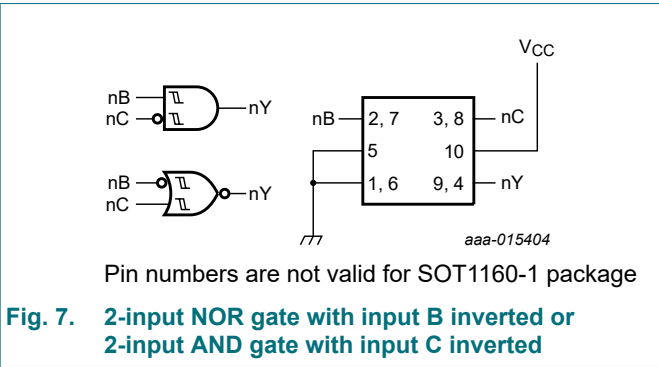 VCC
nB
nC
nY
nB
nC
nY
nB
2, 7
3, 8
nC
5
10
1, 6
9, 4
nY
aaa-015404
Pin numbers are not valid for SOT1160-1 package
Fig. 7. 2-input NOR gate with input B inverted or
2-input AND gate with input C inverted